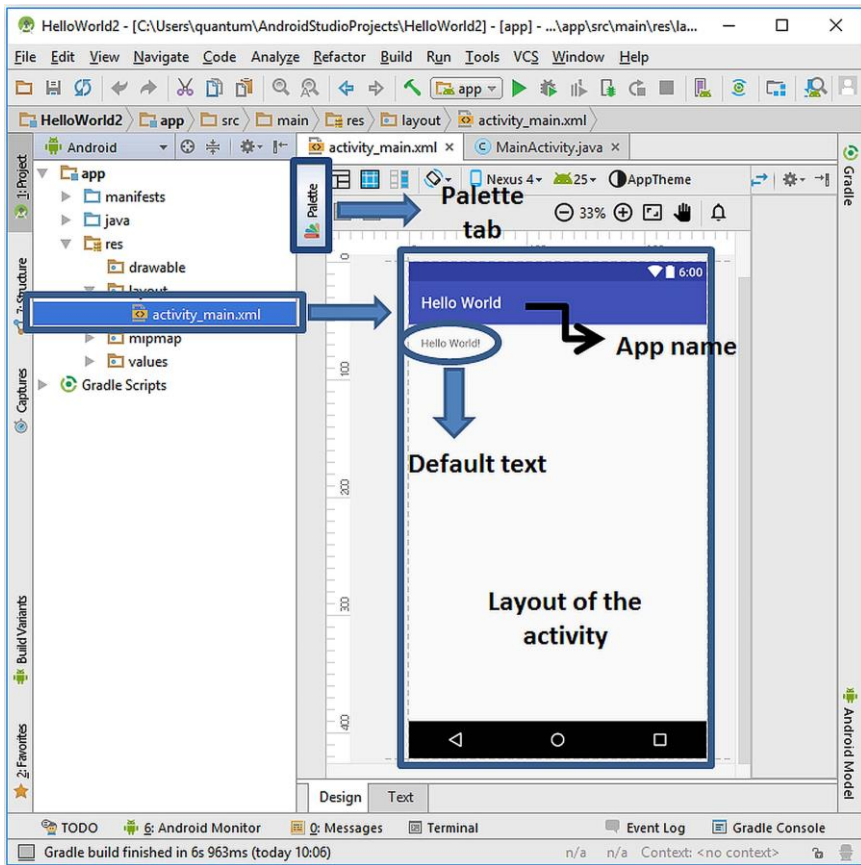 HelloWorld2 - [C:\Users\quantum\AndroidStudioProjects\HelloWorld2] - [app] - ...\app\src\main\res\la...
File Edit View Navigate Code Analyze Refactor Build Run Tools VCS Window Help
app
HelloWorld2 app src main res layout activity_main.xml
Android
activity_main.xml
MainActivity.java
1: Project
7: Structure
Captures
Build Variants
2: Favorites
app
manifests
java
res
drawable
layout
activity_main.xml
mipmap
values
Gradle Scripts
Palette
Nexus 4 25 AppTheme
Palette
tab
33%
0
100
200
300
400
6:00
Hello World
App name
Hello World!
Default text
Layout of the
activity
Gradle
Android Model
Design Text
TODO 6: Android Monitor 0: Messages Terminal Event Log Gradle Console
Gradle build finished in 6s 963ms (today 10:06) n/a n/a Context: <no context>